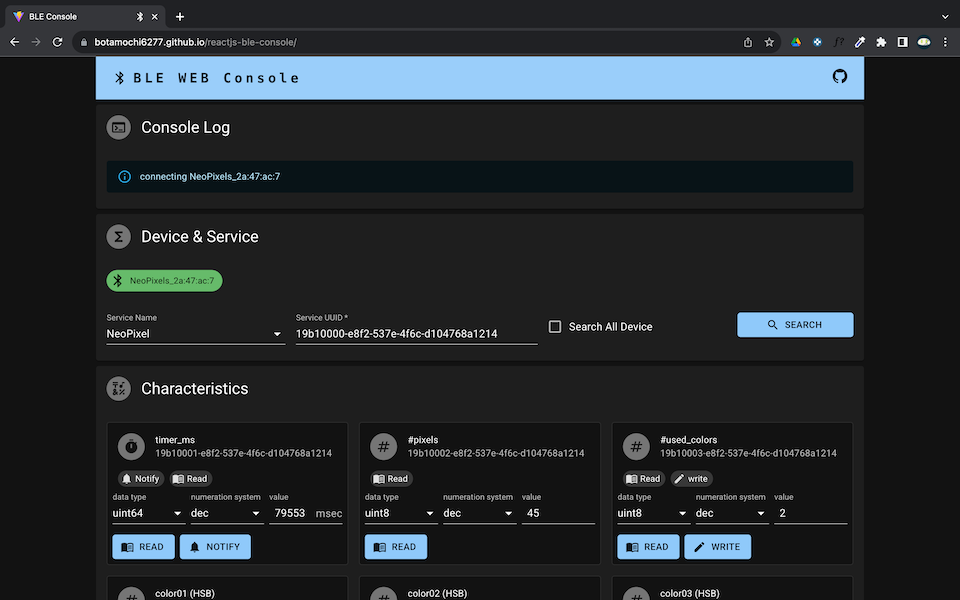 BLE Console
botamochi6277.github.io/reactjs-ble-console/
BLE WEB Console
Console Log
connecting NeoPixels_2a:47:ac:7
Device & Service
NeoPixels_2a:47:ac:7
Service Name
NeoPixel
Service UUID *
19b10000-e8f2-537e-4f6c-d104768a1214
Search All Device
SEARCH
Characteristics
timer_ms
19b10001-e8f2-537e-4f6c-d104768a1214
Notify Read
data type numeration system value
uint64 dec 79553 msec
READ NOTIFY
#pixels
19b10002-e8f2-537e-4f6c-d104768a1214
Read
data type numeration system value
uint8 dec 45
READ
#used_colors
19b10003-e8f2-537e-4f6c-d104768a1214
Read write
data type numeration system value
uint8 dec 2
READ WRITE
color01 (HSB)
color02 (HSB)
color03 (HSB)